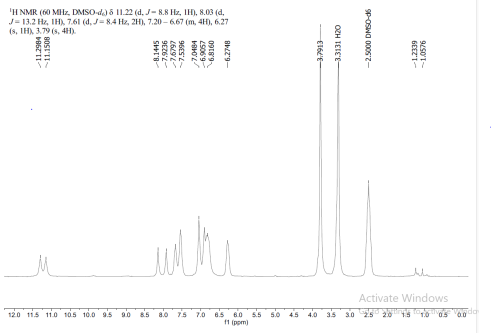 ¹H NMR (60 MHz, DMSO-d₆) δ 11.22 (d, J = 8.8 Hz, 1H), 8.03 (d,
J = 13.2 Hz, 1H), 7.61 (d, J = 8.4 Hz, 2H), 7.20 – 6.67 (m, 4H), 6.27
(s, 1H), 3.79 (s, 4H).
11.2984
11.1508
8.1445
7.9236
7.6797
7.5396
7.0484
6.9057
6.8160
6.2748
3.7913
3.3131 H2O
2.5000 DMSO-d6
1.2339
1.0576
Activate Windows
12.0 11.5 11.0 10.5 10.0 9.5 9.0 8.5 8.0 7.5 7.0 6.5 6.0 5.5 5.0 4.5 4.0 3.5 3.0 2.5 2.0 1.5 1.0 0.5 0.0
f1 (ppm)